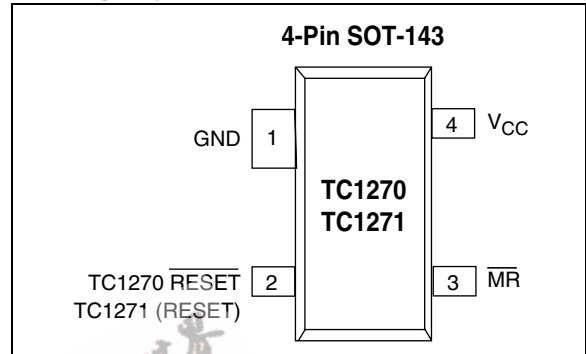 4-Pin SOT-143
GND 1
4 VCC
TC1270
TC1271
TC1270 RESET 2
TC1271 (RESET)
3 MR